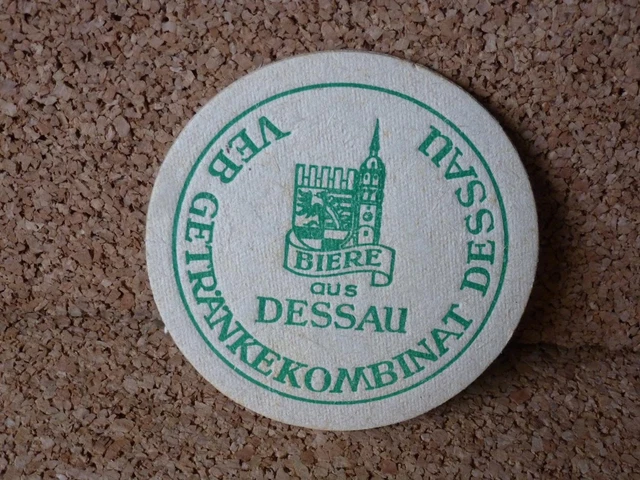 VEB GETRÄNKEKOMBINAT DESSAU
BIERE
aus
DESSAU